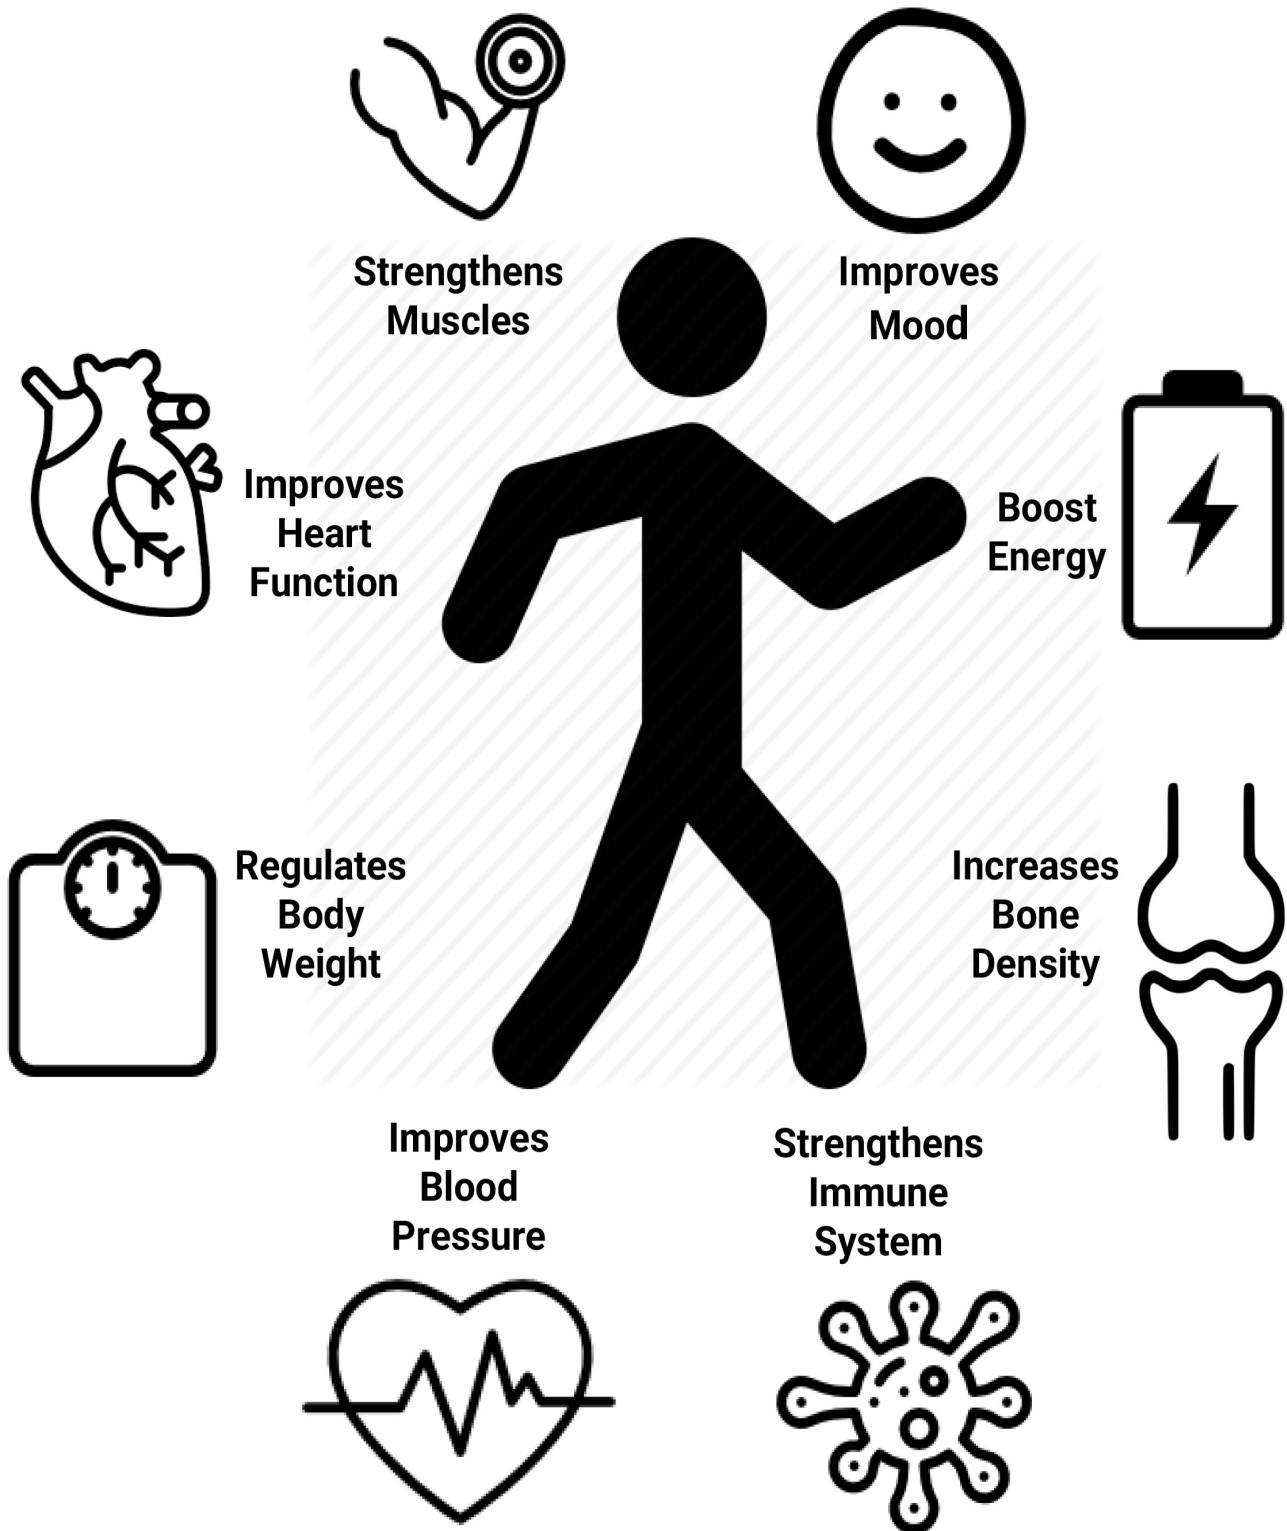 Strengthens
Muscles
Improves
Mood
Improves
Heart
Function
Boost
Energy
Regulates
Body
Weight
Increases
Bone
Density
Improves
Blood
Pressure
Strengthens
Immune
System